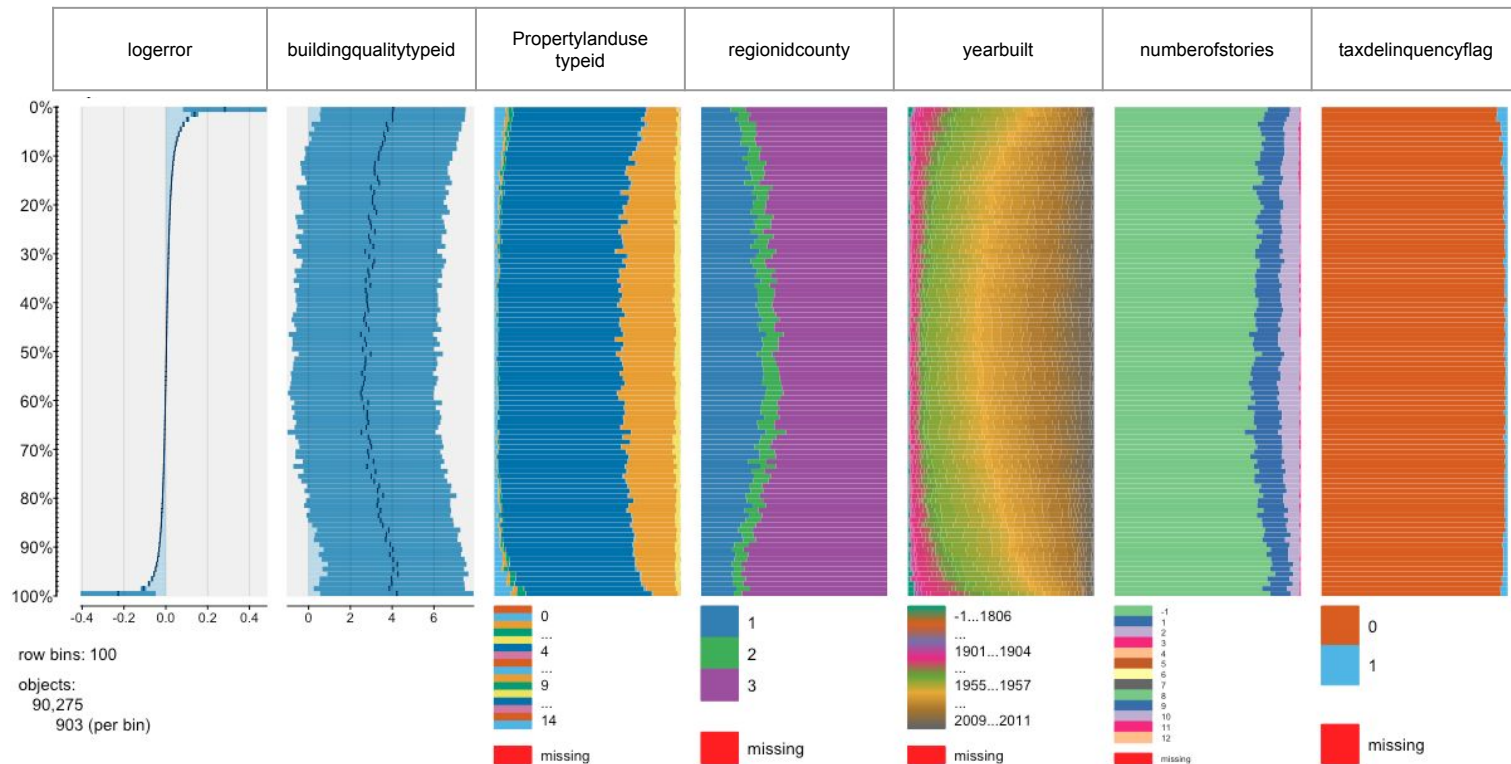 logerror
buildingqualitytypeid
Propertylanduse
typeid
regionidcounty
yearbuilt
numberofstories
taxdelinquencyflag
0%
10%
20%
30%
40%
50%
60%
70%
80%
90%
100%
-0.4 -0.2 0.0 0.2 0.4
0 2 4 6
row bins: 100
objects:
90,275
903 (per bin)
0
...
4
...
9
...
14
missing
1
2
3
missing
-1...1806
...
1901...1904
...
1955...1957
...
2009...2011
missing
-1
1
2
3
4
5
6
7
8
9
10
11
12
missing
0
1
missing